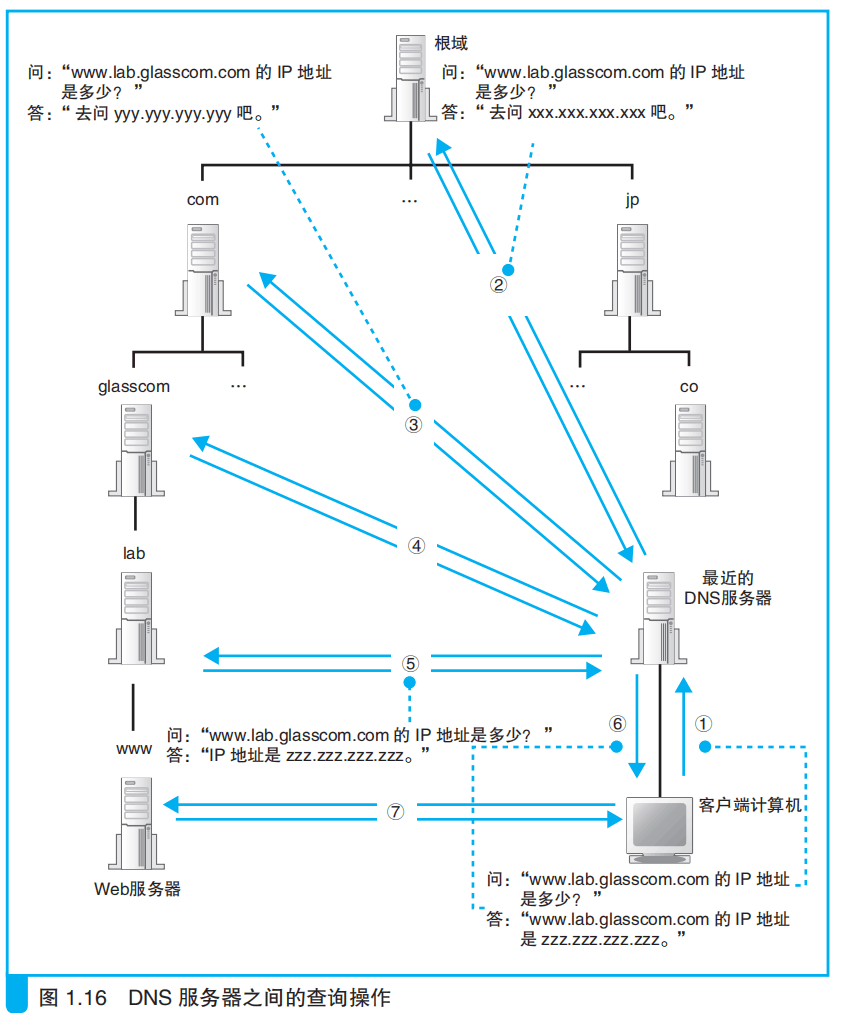 根域
问：“www.lab.glasscom.com 的 IP 地址
是多少？”
答：“ 去问 yyy.yyy.yyy.yyy 吧。”
问：“www.lab.glasscom.com 的 IP 地址
是多少？”
答：“ 去问 xxx.xxx.xxx.xxx 吧。”
com
...
jp
②
glasscom
...
...
co
③
④
lab
最近的
DNS服务器
⑤
⑥
①
问：“www.lab.glasscom.com 的 IP 地址是多少？”
答：“IP 地址是 zzz.zzz.zzz.zzz。”
www
⑦
客户端计算机
Web服务器
问：“www.lab.glasscom.com 的 IP 地址
是多少？”
答：“www.lab.glasscom.com 的 IP 地址
是 zzz.zzz.zzz.zzz。”
图 1.16 DNS 服务器之间的查询操作